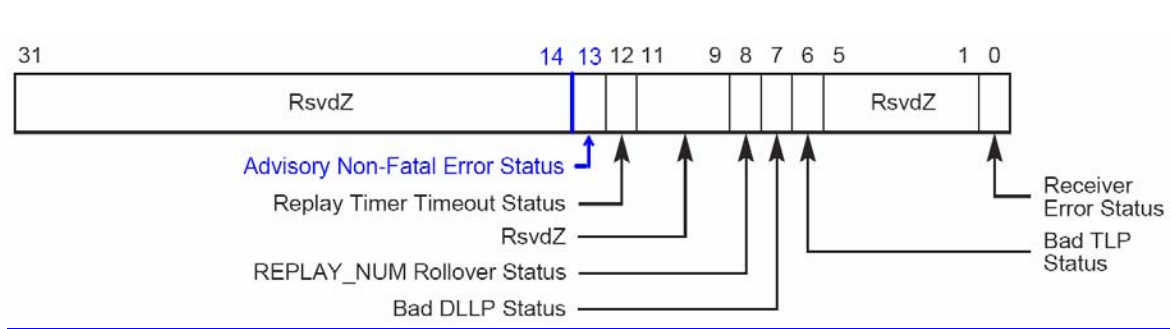 31 14 13 12 11 9 8 7 6 5 1 0
RsvdZ RsvdZ
Advisory Non-Fatal Error Status
Replay Timer Timeout Status
RsvdZ
REPLAY_NUM Rollover Status
Bad DLLP Status
Receiver
Error Status
Bad TLP
Status